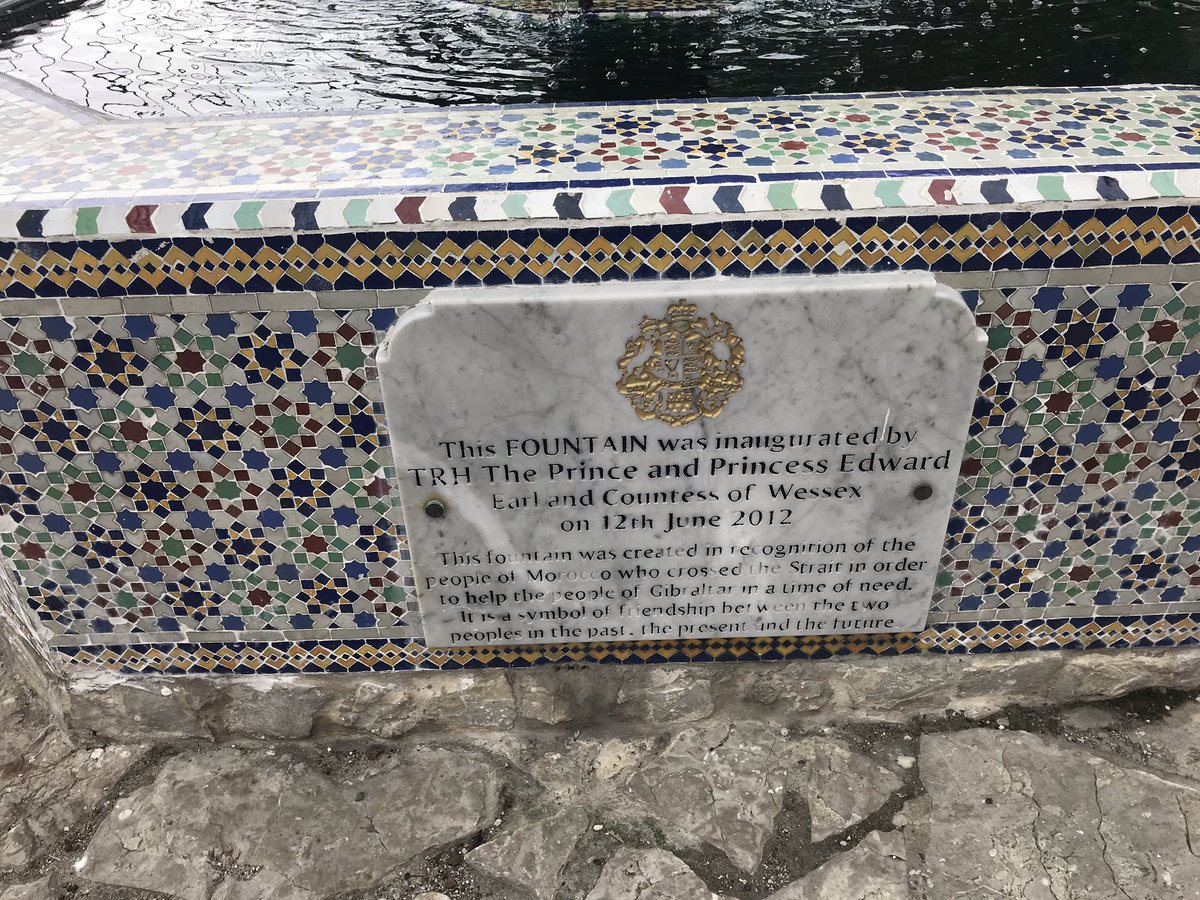 This FOUNTAIN was inaugurated by
TRH The Prince and Princess Edward
Earl and Countess of Wessex
on 12th June 2012
This fountain was created in recognition of the
people of Morocco who crossed the Strait in order
to help the people of Gibraltar in a time of need.
It is a symbol of friendship between the two
peoples in the past, the present and the future